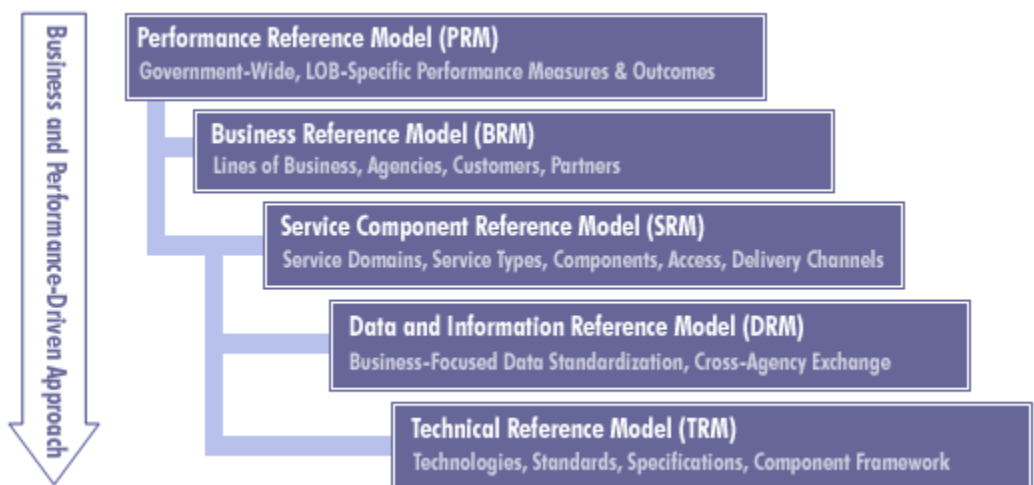 Business and Performance-Driven Approach
Performance Reference Model (PRM)
Government-Wide, LOB-Specific Performance Measures & Outcomes
Business Reference Model (BRM)
Lines of Business, Agencies, Customers, Partners
Service Component Reference Model (SRM)
Service Domains, Service Types, Components, Access, Delivery Channels
Data and Information Reference Model (DRM)
Business-Focused Data Standardization, Cross-Agency Exchange
Technical Reference Model (TRM)
Technologies, Standards, Specifications, Component Framework